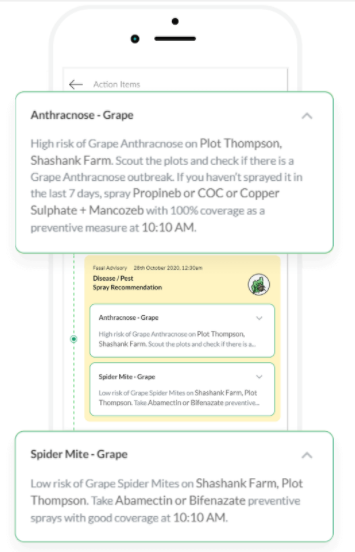 Action Items
Anthracnose - Grape
High risk of Grape Anthracnose on Plot Thompson,
Shashank Farm. Scout the plots and check if there is a
Grape Anthracnose outbreak. If you haven't sprayed it in
the last 7 days, spray Propineb or COC or Copper
Sulphate + Mancozeb with 100% coverage as a
preventive measure at 10:10 AM.
Fasal Advisory 28th October 2020, 12:30am
Disease / Pest
Spray Recommendation
Anthracnose - Grape
High risk of Grape Anthracnose on Plot Thompson,
Shashank Farm. Scout the plots and check if there is a...
Spider Mite - Grape
Low risk of Grape Spider Mites on Shashank Farm, Plot
Thompson. Take Abamectin or Bifenazate preventive...
Spider Mite - Grape
Low risk of Grape Spider Mites on Shashank Farm, Plot
Thompson. Take Abamectin or Bifenazate preventive
sprays with good coverage at 10:10 AM.